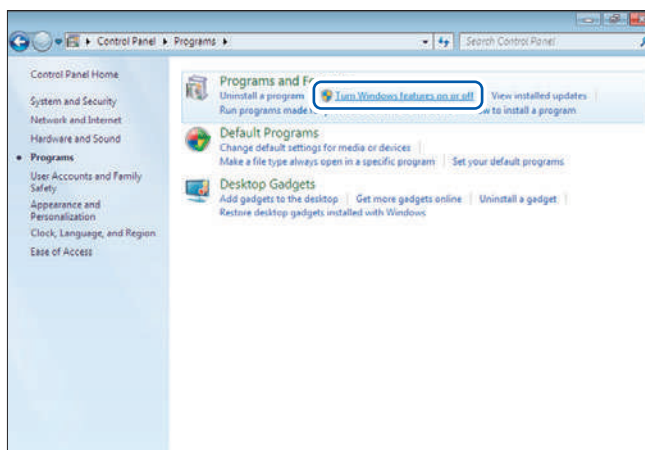 Control Panel ▸ Programs ▸
Search Control Panel
Control Panel Home
System and Security
Network and Internet
Hardware and Sound
Programs
User Accounts and Family
Safety
Appearance and
Personalization
Clock, Language, and Region
Ease of Access
Programs and
Uninstall a program
Turn Windows features on or off
View installed updates
Run programs made
to install a program
Default Programs
Change default settings for media or devices
Make a file type always open in a specific program
Set your default programs
Desktop Gadgets
Add gadgets to the desktop
Get more gadgets online
Uninstall a gadget
Restore desktop gadgets installed with Windows